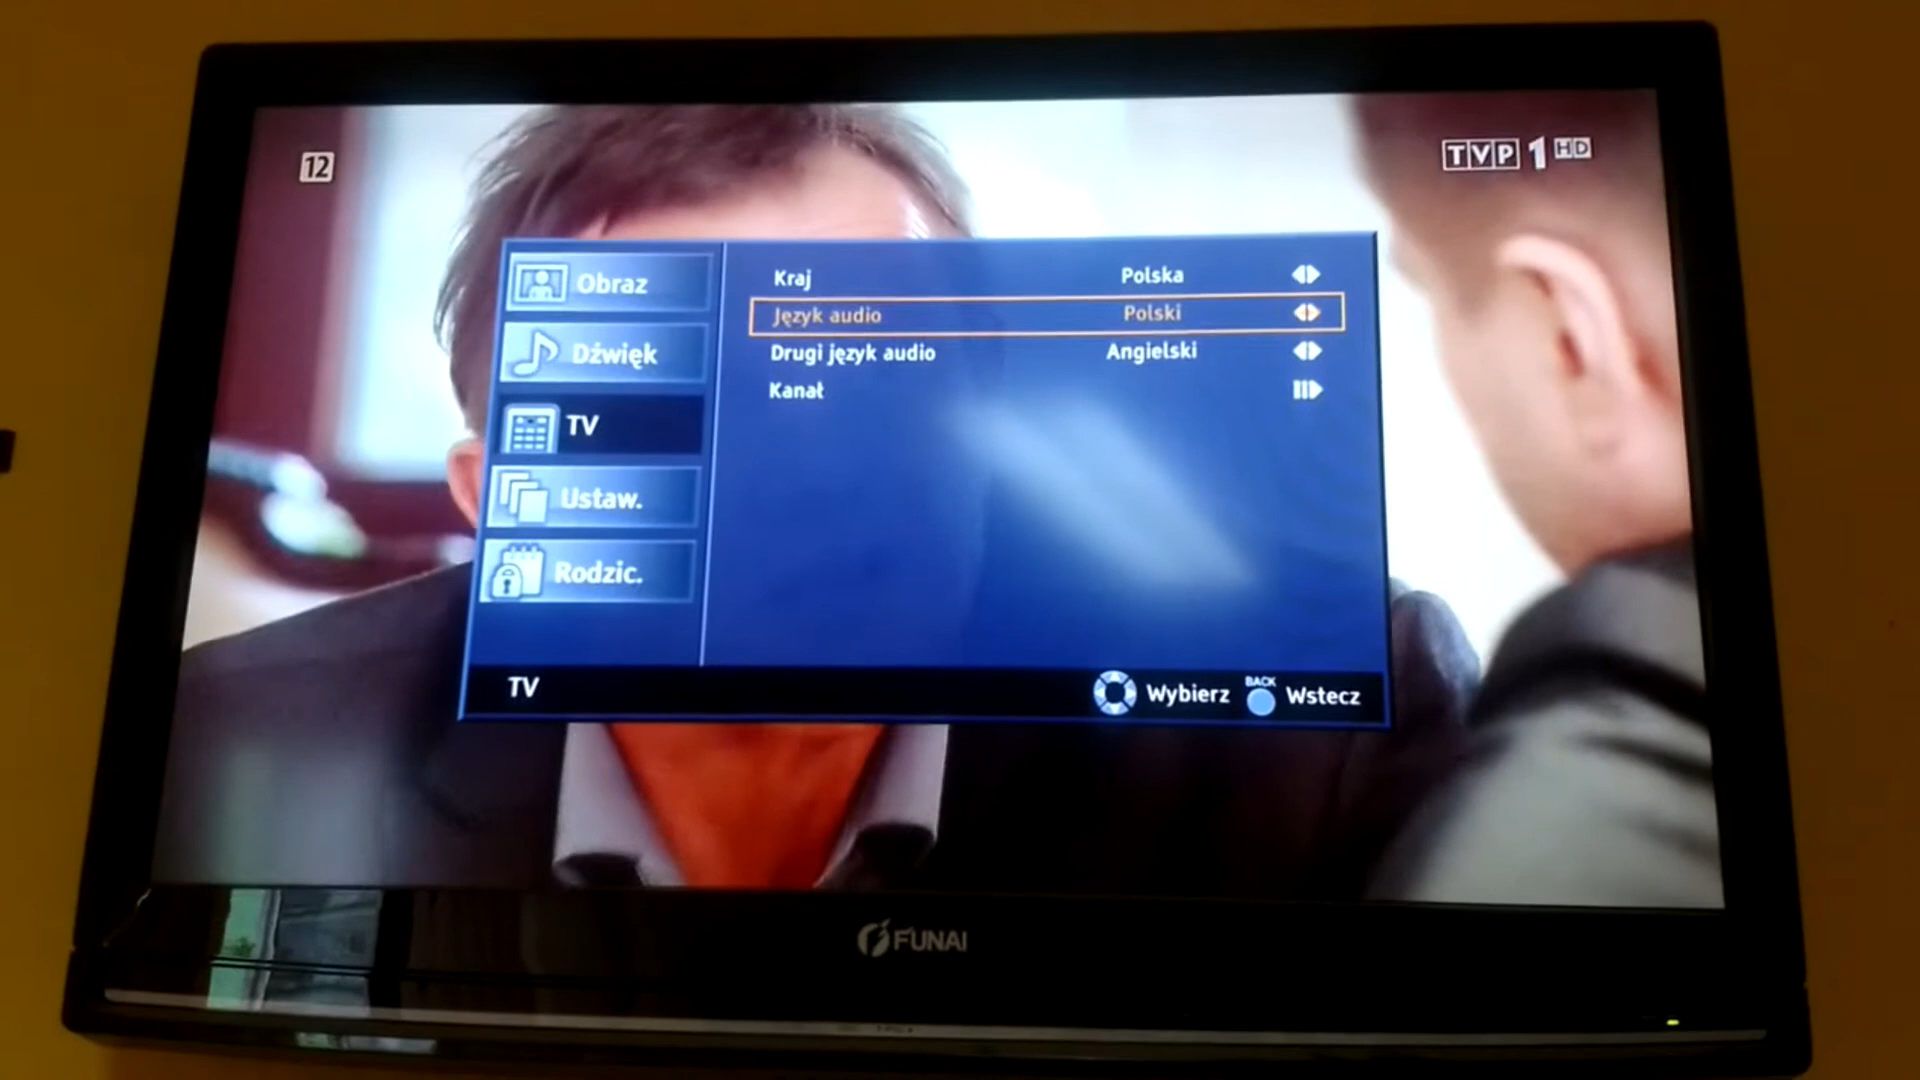 12
TVP 1 HD
Obraz
Dźwięk
TV
Ustaw.
Rodzic.
Kraj Polska
Język audio Polski
Drugi język audio Angielski
Kanał
TV
Wybierz
BACK
Wstecz
FUNAI